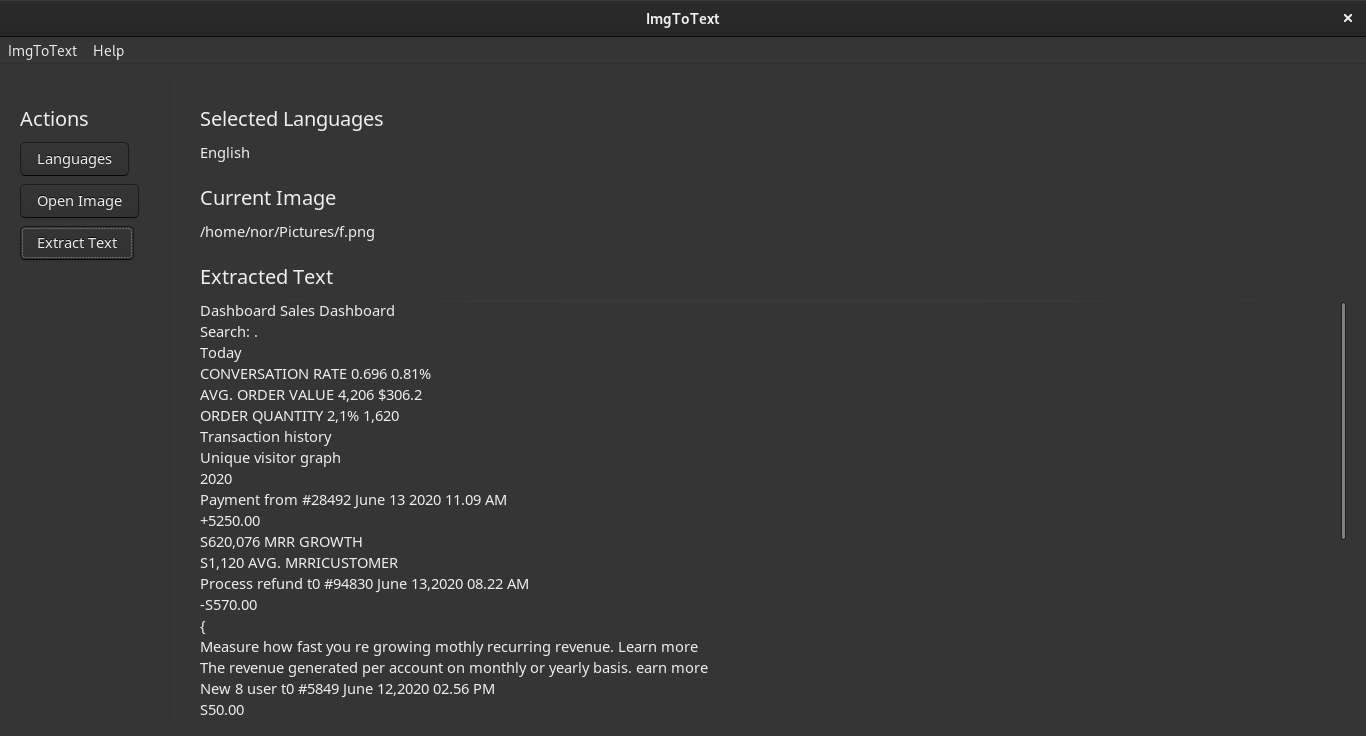 ImgToText
ImgToText Help
Actions
Languages
Open Image
Extract Text
Selected Languages
English
Current Image
/home/nor/Pictures/f.png
Extracted Text
Dashboard Sales Dashboard
Search: .
Today
CONVERSATION RATE 0.696 0.81%
AVG. ORDER VALUE 4,206 $306.2
ORDER QUANTITY 2,1% 1,620
Transaction history
Unique visitor graph
2020
Payment from #28492 June 13 2020 11.09 AM
+5250.00
S620,076 MRR GROWTH
S1,120 AVG. MRRICUSTOMER
Process refund t0 #94830 June 13,2020 08.22 AM
-S570.00
{
Measure how fast you re growing mothly recurring revenue. Learn more
The revenue generated per account on monthly or yearly basis. earn more
New 8 user t0 #5849 June 12,2020 02.56 PM
S50.00